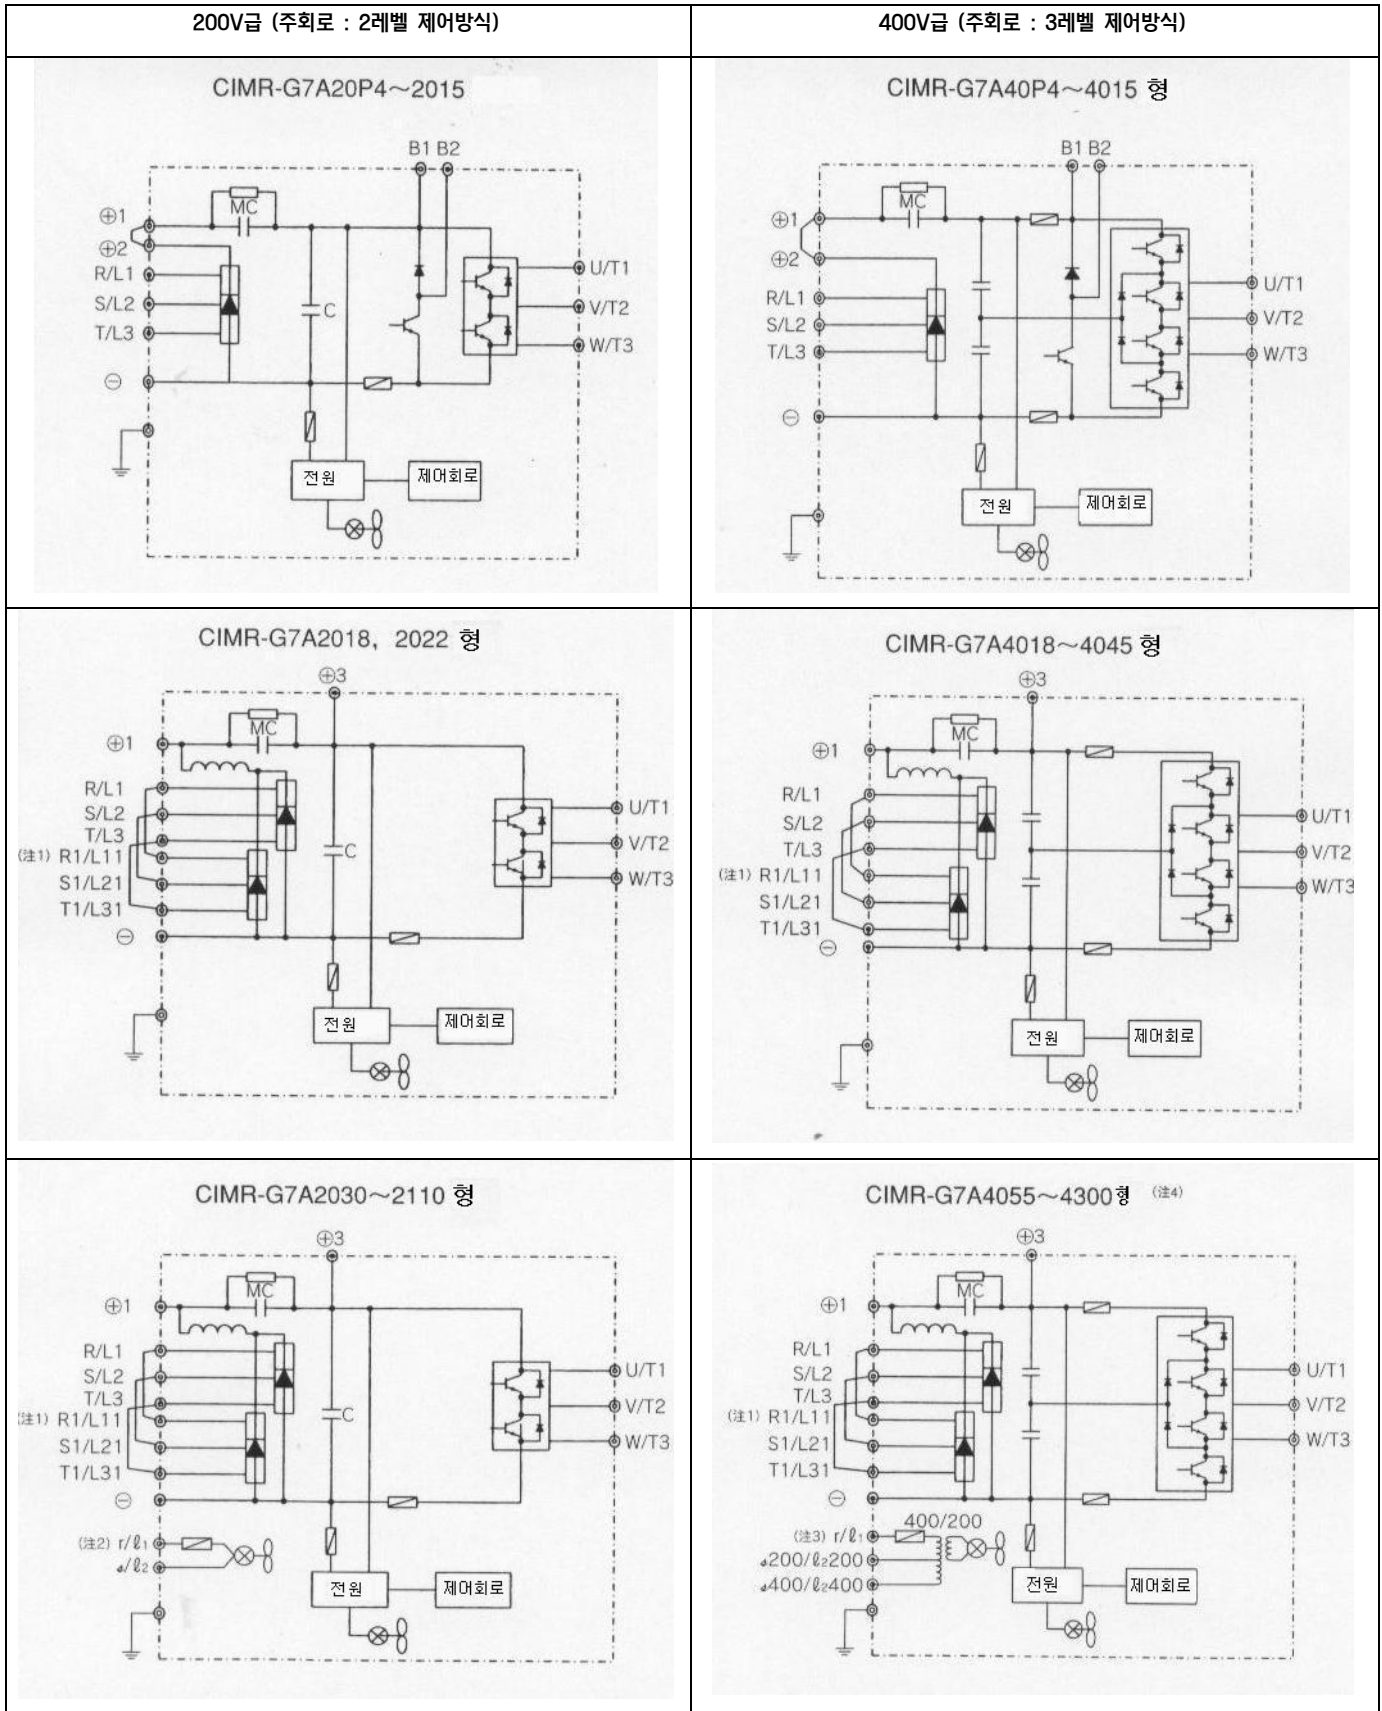 200V급 (주회로 : 2레벨 제어방식)
400V급 (주회로 : 3레벨 제어방식)
CIMR-G7A20P4～2015
B1 B2
MC
⊕1
⊕2
R/L1
S/L2
T/L3
⊖
C
U/T1
V/T2
W/T3
전원
제어회로
CIMR-G7A40P4～4015 형
B1 B2
MC
⊕1
⊕2
R/L1
S/L2
T/L3
⊖
U/T1
V/T2
W/T3
전원
제어회로
CIMR-G7A2018, 2022 형
⊕3
MC
⊕1
R/L1
S/L2
T/L3
(注1) R1/L11
S1/L21
T1/L31
⊖
C
U/T1
V/T2
W/T3
전원
제어회로
CIMR-G7A4018～4045 형
⊕3
MC
⊕1
R/L1
S/L2
T/L3
(注1) R1/L11
S1/L21
T1/L31
⊖
U/T1
V/T2
W/T3
전원
제어회로
CIMR-G7A2030～2110 형
⊕3
MC
⊕1
R/L1
S/L2
T/L3
(注1) R1/L11
S1/L21
T1/L31
⊖
C
U/T1
V/T2
W/T3
(注2) r/ℓ1
s/ℓ2
전원
제어회로
CIMR-G7A4055～4300형 (注4)
⊕3
MC
⊕1
R/L1
S/L2
T/L3
(注1) R1/L11
S1/L21
T1/L31
⊖
U/T1
V/T2
W/T3
400/200
(注3) r/ℓ1
s200/ℓ2200
s400/ℓ2400
전원
제어회로